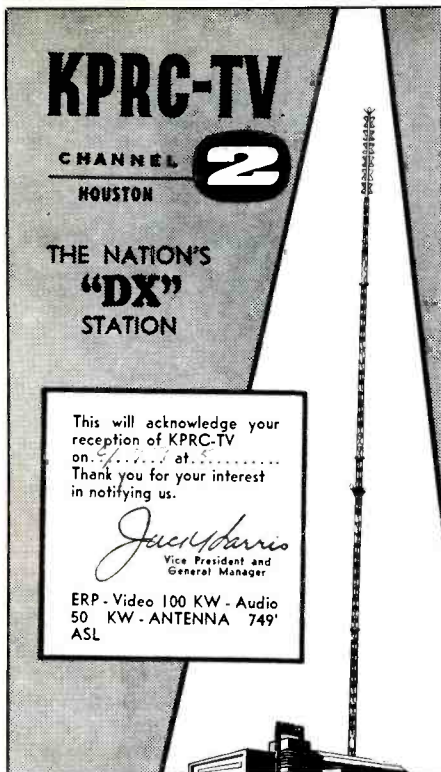 KPRC-TV
CHANNEL 2
HOUSTON
THE NATION'S
“DX”
STATION
This will acknowledge your
reception of KPRC-TV
on........at...........
Thank you for your interest
in notifying us.
Jack Harris
Vice President and
General Manager
ERP - Video 100 KW - Audio
50 KW - ANTENNA 749'
ASL